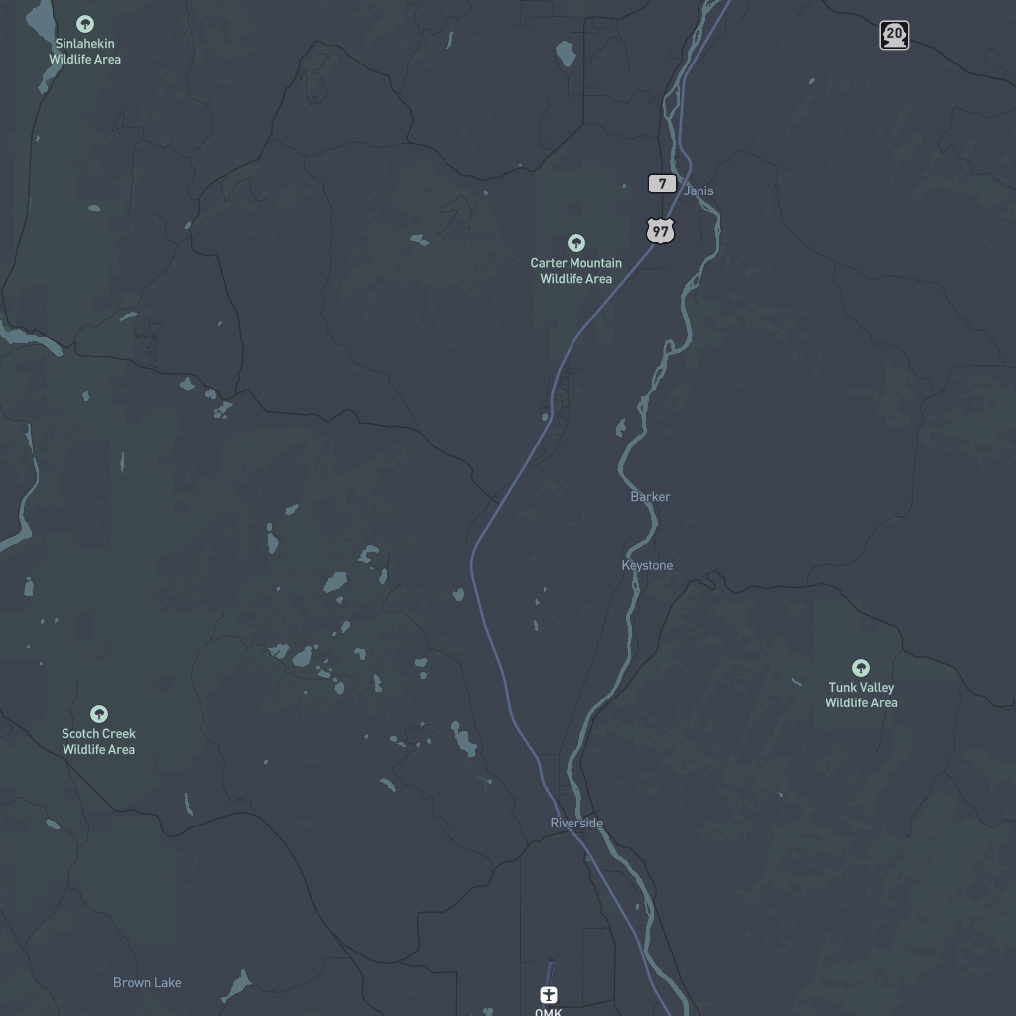 Sinlahekin
Wildlife Area
20
7
Janis
97
Carter Mountain
Wildlife Area
Barker
Keystone
Tunk Valley
Wildlife Area
Scotch Creek
Wildlife Area
Riverside
Brown Lake
OMK